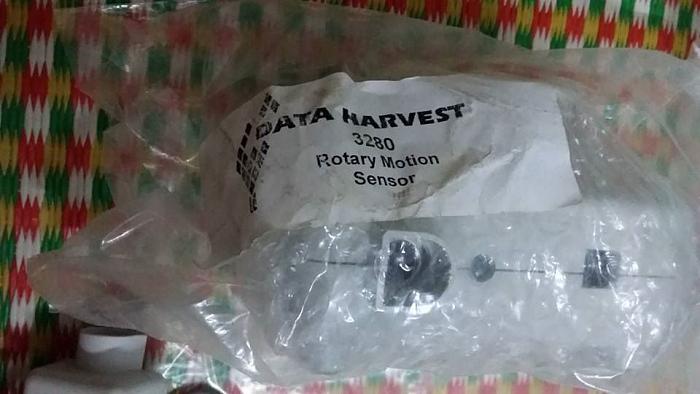 DATA HARVEST
3280
Rotary Motion
Sensor